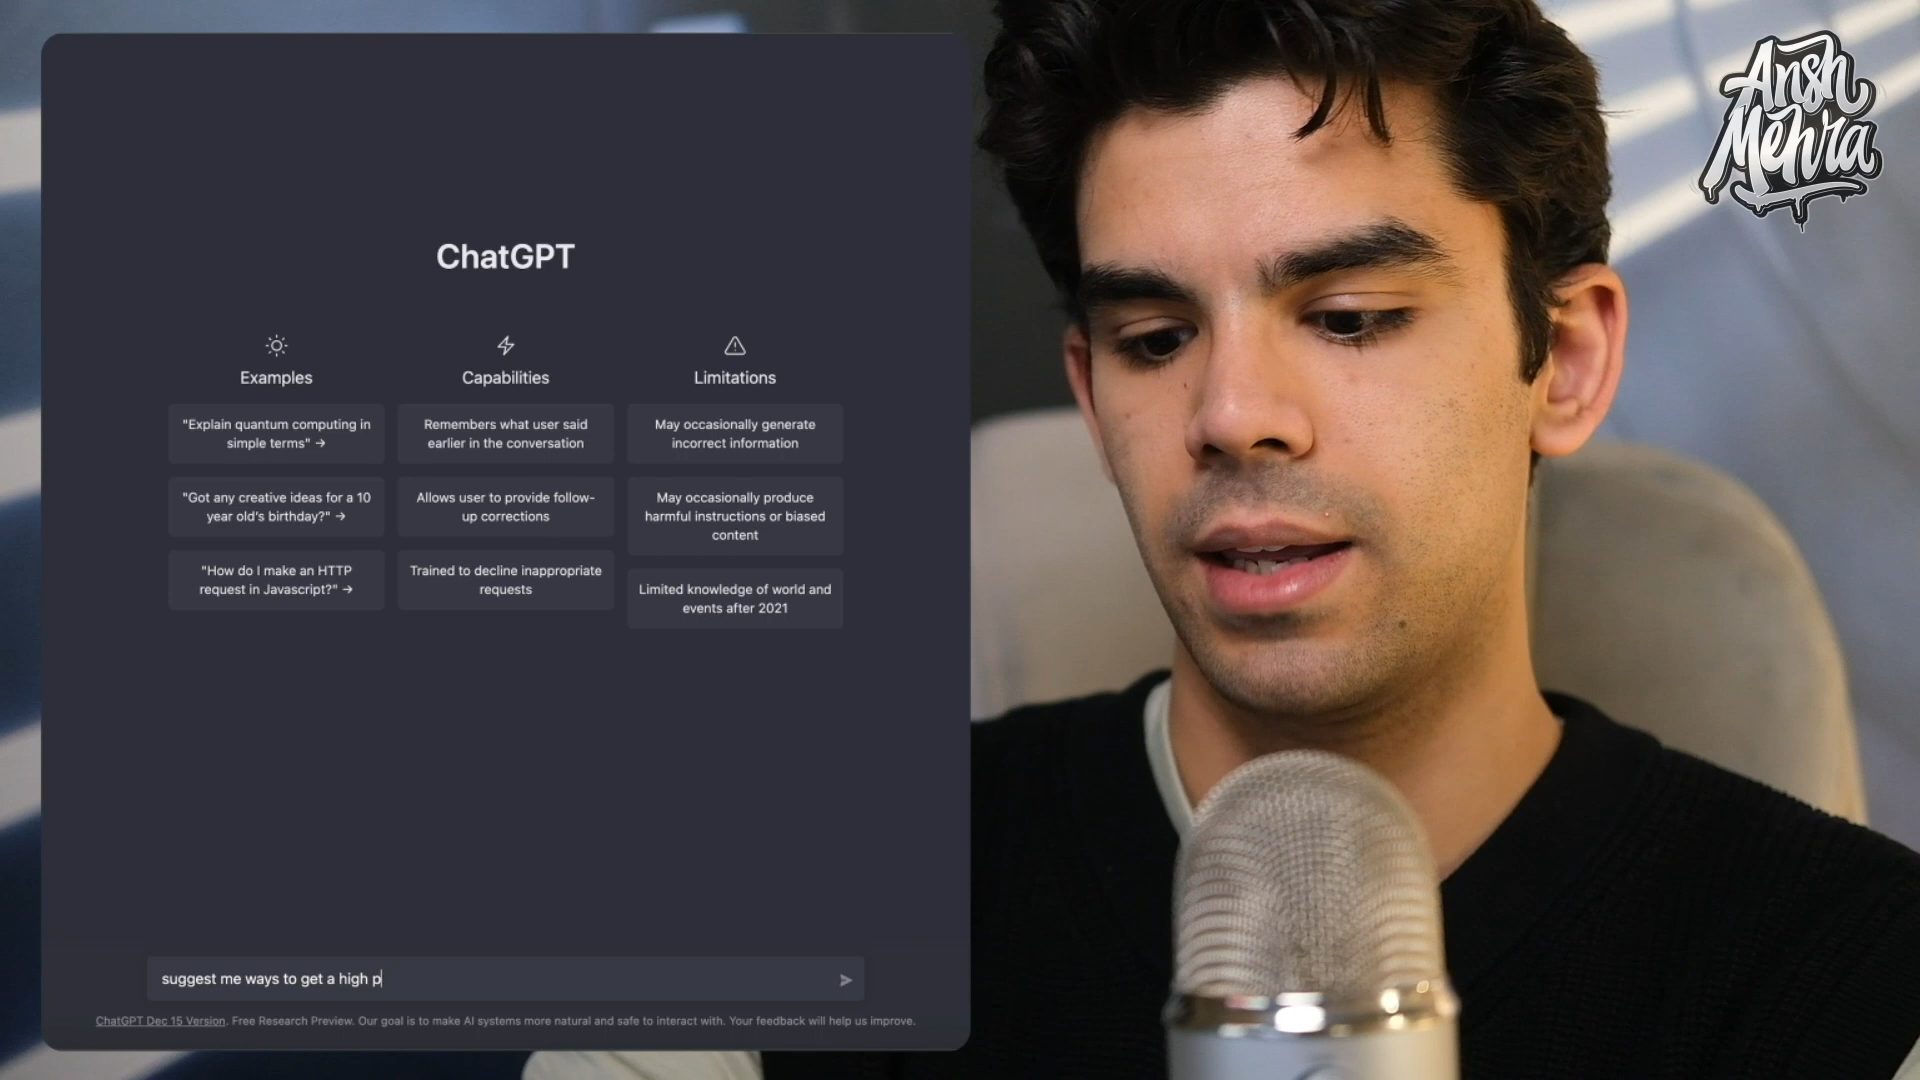 Ansh
Mehra
ChatGPT
Examples
"Explain quantum computing in
simple terms" →
"Got any creative ideas for a 10
year old's birthday?" →
"How do I make an HTTP
request in Javascript?" →
Capabilities
Remembers what user said
earlier in the conversation
Allows user to provide follow-
up corrections
Trained to decline inappropriate
requests
Limitations
May occasionally generate
incorrect information
May occasionally produce
harmful instructions or biased
content
Limited knowledge of world and
events after 2021
suggest me ways to get a high p
ChatGPT Dec 15 Version. Free Research Preview. Our goal is to make AI systems more natural and safe to interact with. Your feedback will help us improve.